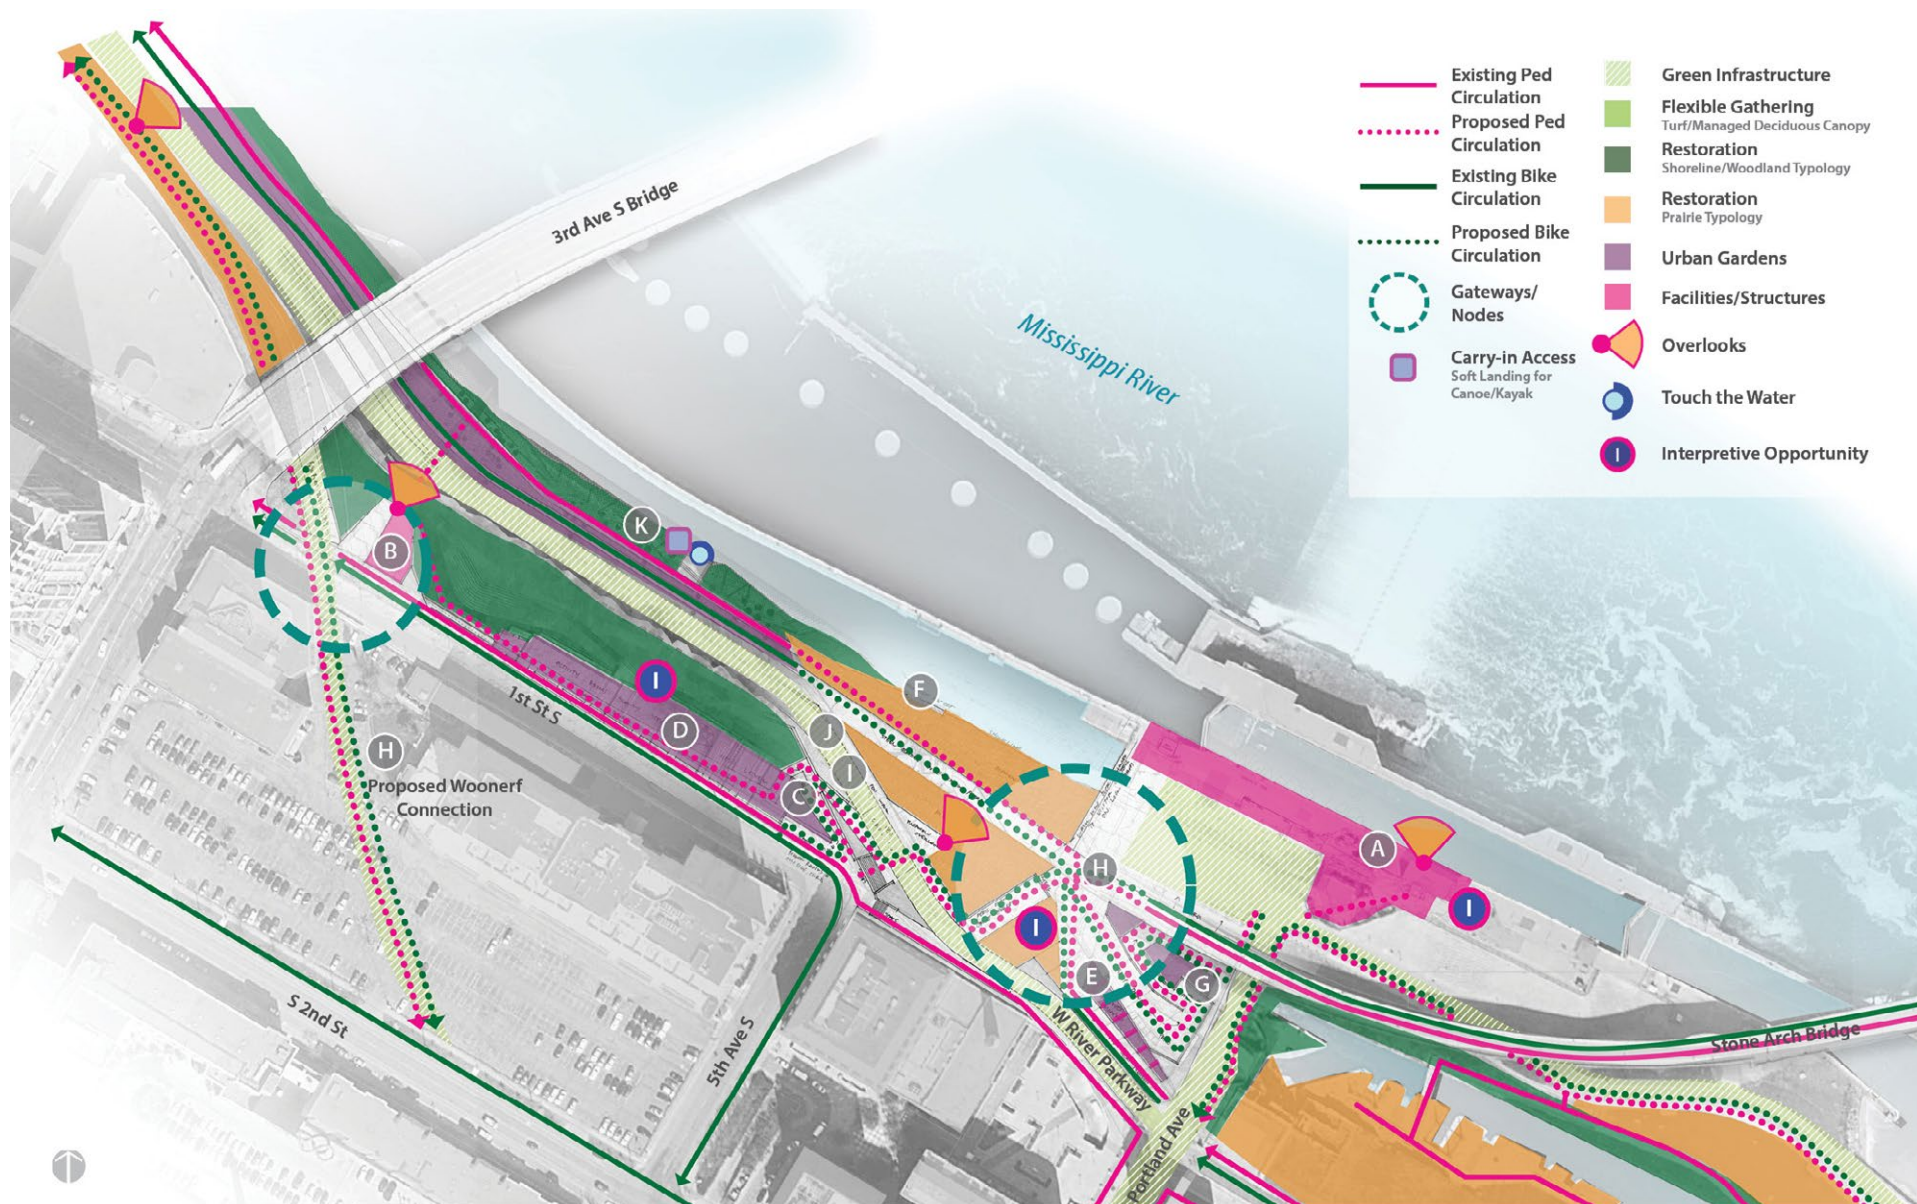 Existing Ped
Circulation
Proposed Ped
Circulation
Existing Bike
Circulation
Proposed Bike
Circulation
Gateways/
Nodes
Carry-in Access
Soft Landing for
Canoe/Kayak
Green Infrastructure
Flexible Gathering
Turf/Managed Deciduous Canopy
Restoration
Shoreline/Woodland Typology
Restoration
Prairie Typology
Urban Gardens
Facilities/Structures
Overlooks
Touch the Water
I
Interpretive Opportunity
3rd Ave S Bridge
Mississippi River
K
B
I
1st St S
D
F
J
I
H
Proposed Woonerf
Connection
C
A
H
I
I
E
G
S 2nd St
5th Ave S
W River Parkway
Stone Arch Bridge
Portland Ave